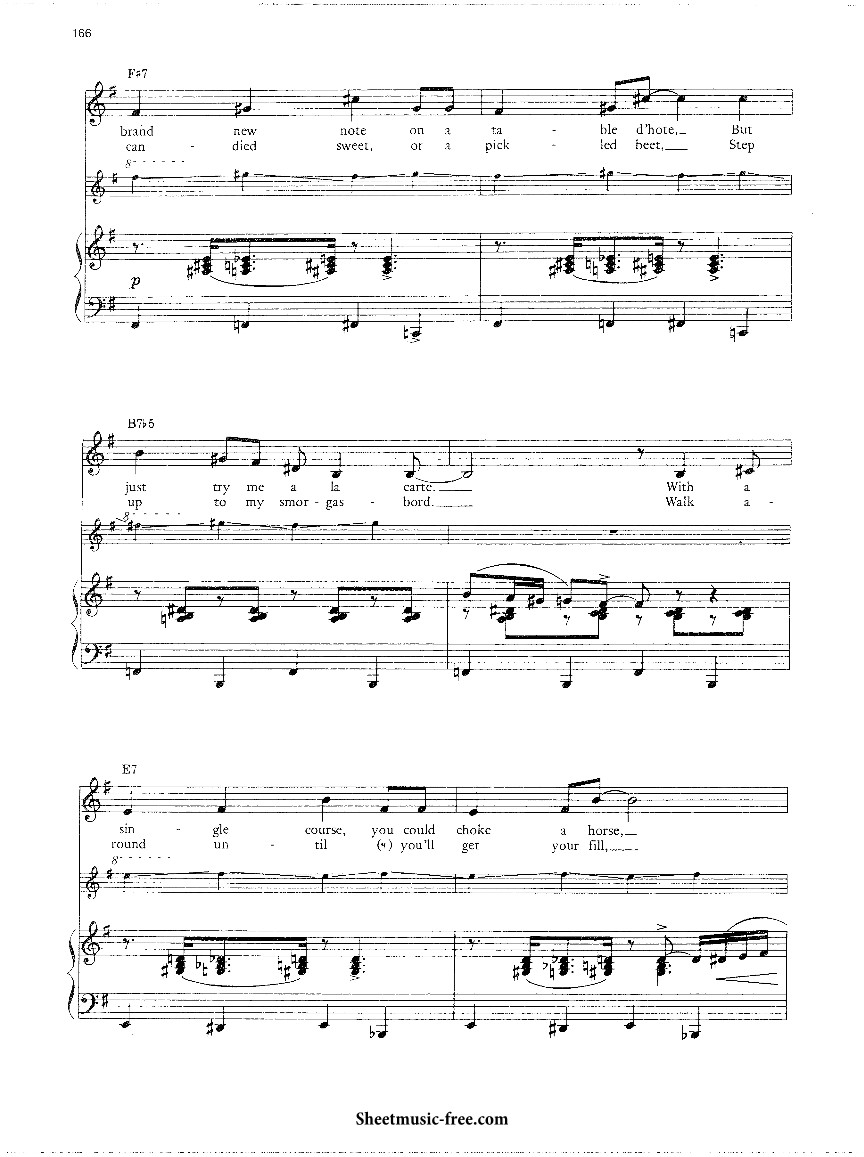 166
F♯7
brand new note on a ta - ble d'hote, But
can - died sweet, or a pick - led beet, Step
8
p
B7♭5
just try me a la carte. With a
up to my smor - gas - bord. Walk a -
8
E7
sin - gle course, you could choke a horse,
round un - til (𝄽) you'll get your fill,
8
Sheetmusic-free.com